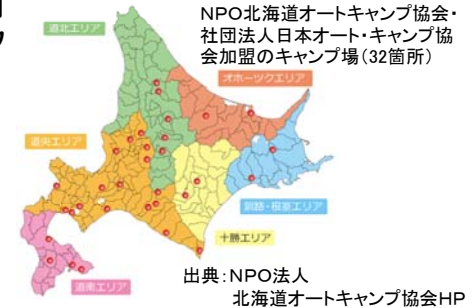 NPO北海道オートキャンプ協会・
社団法人日本オート・キャンプ協
会加盟のキャンプ場(32箇所)
道北エリア
オホーツクエリア
道央エリア
釧路・根室エリア
十勝エリア
道南エリア
出典:NPO法人
北海道オートキャンプ協会HP